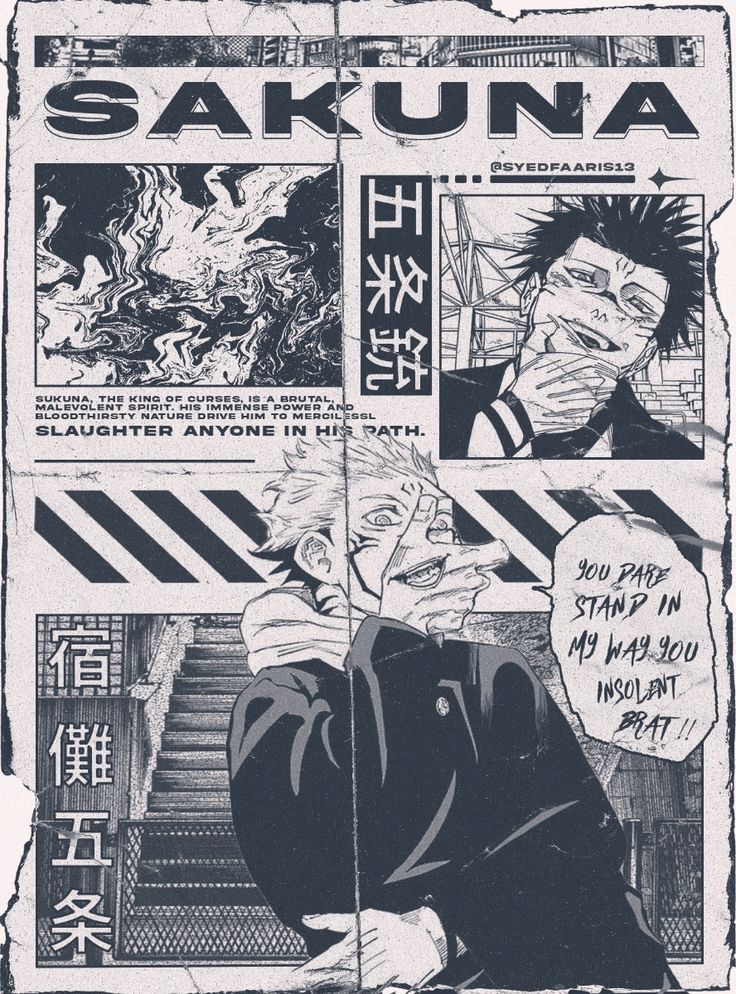 SAKUNA
@SYEDFAARIS13
五条銃
SUKUNA, THE KING OF CURSES, IS A BRUTAL,
MALEVOLENT SPIRIT. HIS IMMENSE POWER AND
BLOODTHIRSTY NATURE DRIVE HIM TO MERCILESSL
SLAUGHTER ANYONE IN HIS PATH.
YOU DARE
STAND IN
MY WAY YOU
INSOLENT
BRAT!!
宿儺五条